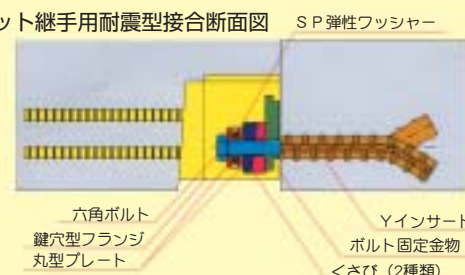 ット継手用耐震型接合断面図
SP弾性ワッシャー
六角ボルト
鍵穴型フランジ
丸型プレート
Yインサート
ボルト固定金物
くさび(2種類)